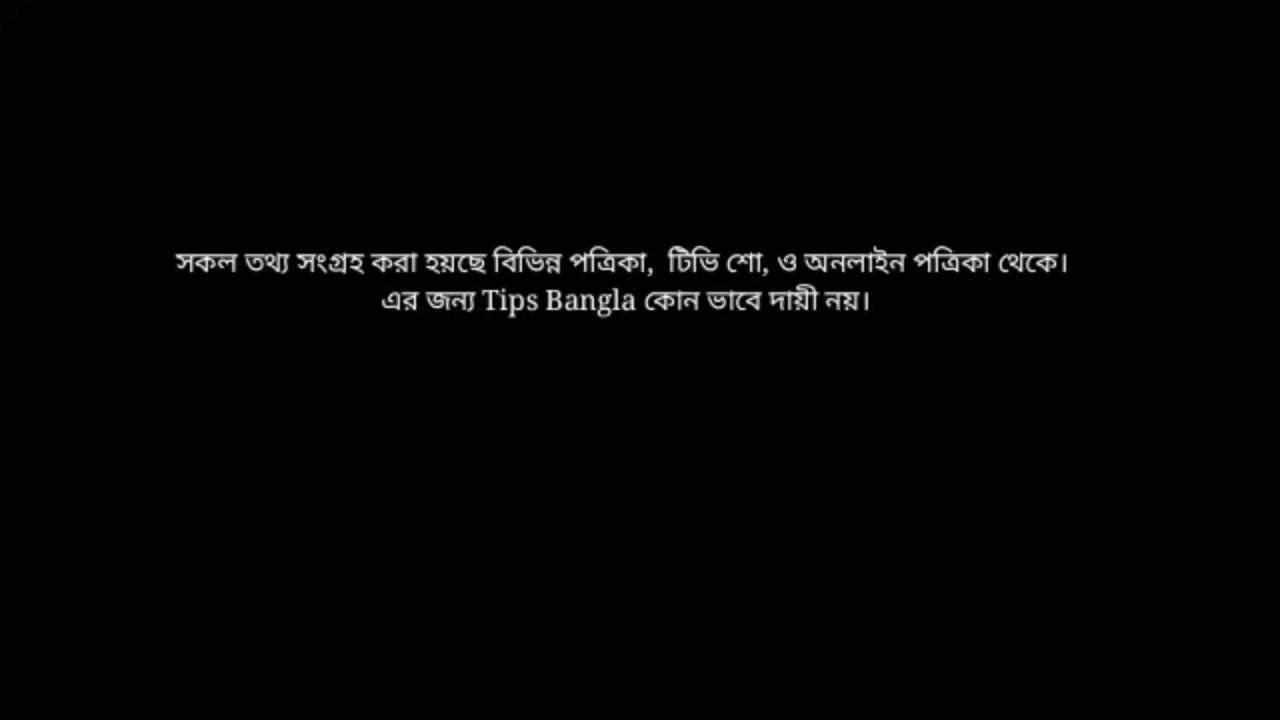 সকল তথ্য সংগ্রহ করা হয়ছে বিভিন্ন পত্রিকা,  টিভি শো, ও অনলাইন পত্রিকা থেকে।
এর জন্য Tips Bangla কোন ভাবে দায়ী নয়।